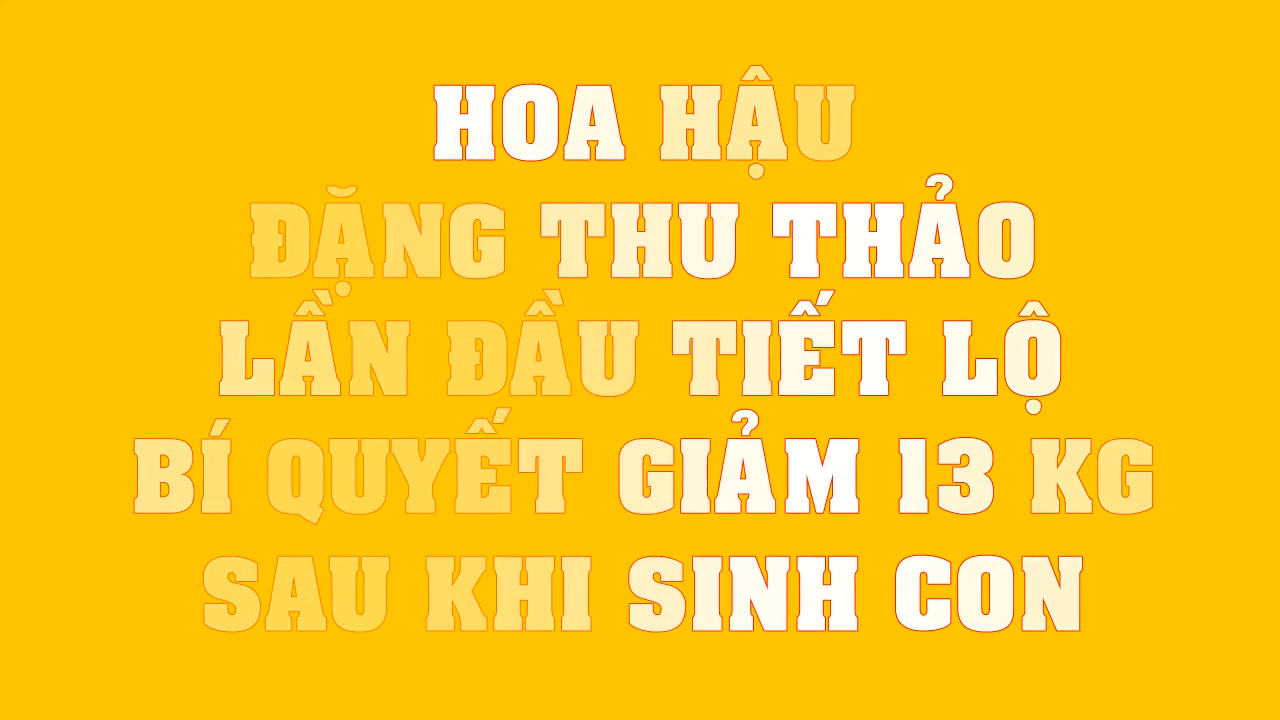 HOA HẬU
ĐẶNG THU THẢO
LẦN ĐẦU TIẾT LỘ
BÍ QUYẾT GIẢM 13 KG
SAU KHI SINH CON